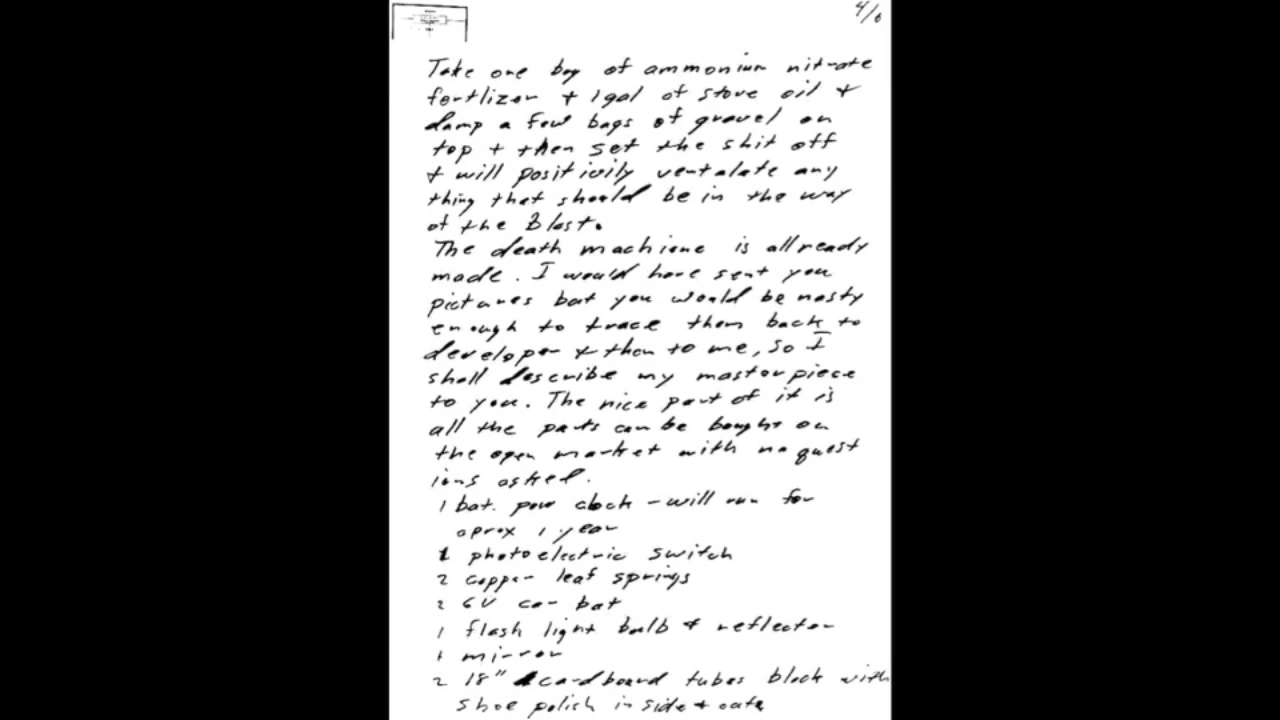 4/6
Take one bag of ammonium nitrate
fertlizer + 1gal of stove oil &
damp a few bags of gravel on
top + then set the shit off
+ will positivily ventalate any
thing that should be in the way
of the Blast.
The death machiene is all ready
made. I would have sent you
pictures but you would be nasty
enough to trace them back to
developer & then to me, so I
shall describe my masterpiece
to you. The nice part of it is
all the parts can be bought on
the open market with no quest
ions asked.
1 bat. pow clock - will run for
aprox 1 year
1 photoelectric switch
2 copper leaf springs
2 6V car bat
1 flash light bulb & reflector
1 mirror
2 18" cardboard tubes black with
shoe polish in side + oute